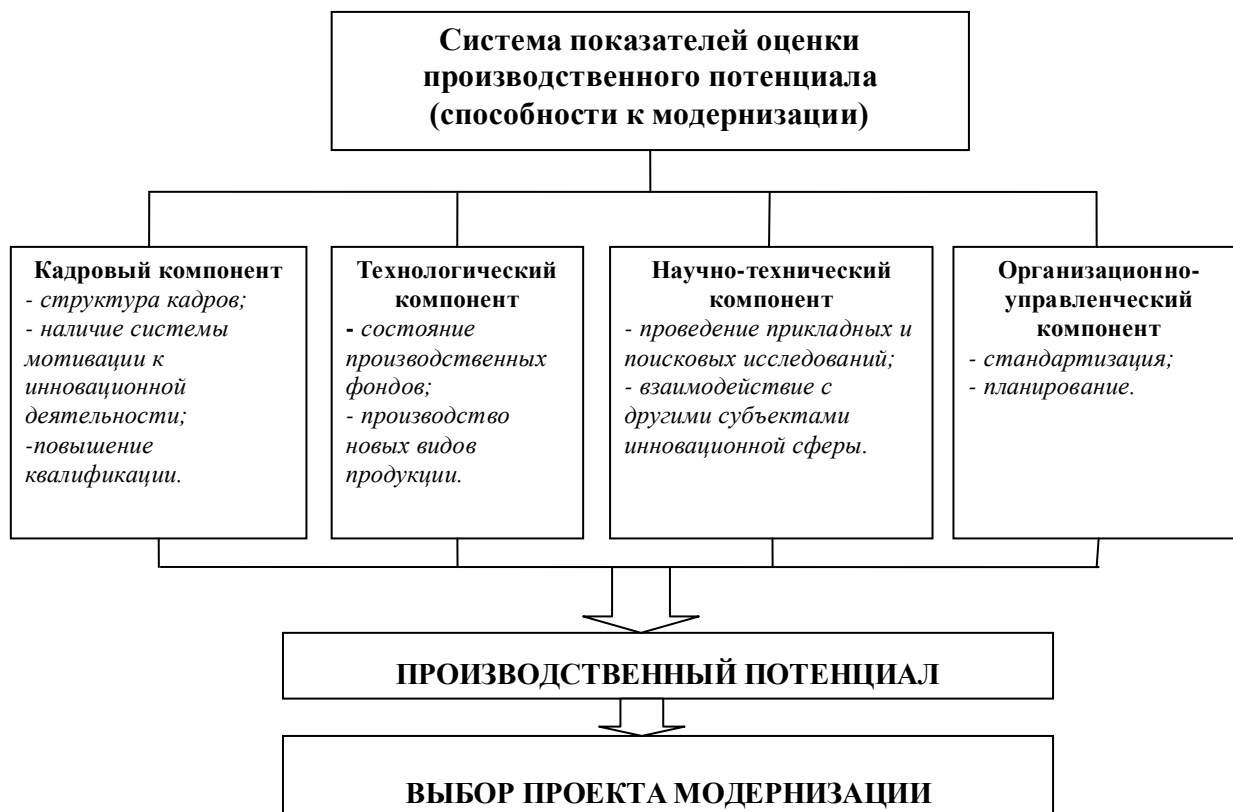 Система показателей оценки
производственного потенциала
(способности к модернизации)
Кадровый компонент
- структура кадров;
- наличие системы
мотивации к
инновационной
деятельности;
-повышение
квалификации.
Технологический
компонент
- состояние
производственных
фондов;
- производство
новых видов
продукции.
Научно-технический
компонент
- проведение прикладных и
поисковых исследований;
- взаимодействие с
другими субъектами
инновационной сферы.
Организационно-
управленческий
компонент
- стандартизация;
- планирование.
ПРОИЗВОДСТВЕННЫЙ ПОТЕНЦИАЛ
ВЫБОР ПРОЕКТА МОДЕРНИЗАЦИИ